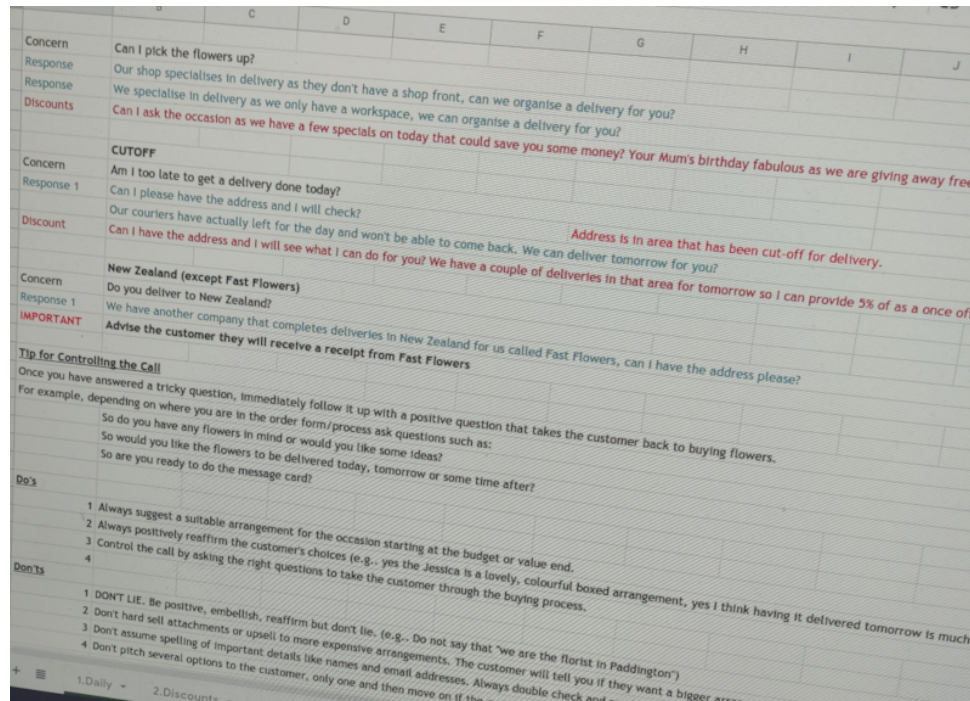 C D E F G H I J
Concern Can I pick the flowers up?
Response Our shop specialises in delivery as they don't have a shop front, can we organise a delivery for you?
Response We specialise in delivery as we only have a workspace, we can organise a delivery for you?
Discounts Can I ask the occasion as we have a few specials on today that could save you some money? Your Mum's birthday fabulous as we are giving away free
CUTOFF
Concern Am I too late to get a delivery done today?
Response 1 Can I please have the address and I will check?
Address is in area that has been cut-off for delivery.
Our couriers have actually left for the day and won't be able to come back. We can deliver tomorrow for you?
Discount Can I have the address and I will see what I can do for you? We have a couple of deliveries in that area for tomorrow so I can provide 5% of as a once of
New Zealand (except Fast Flowers)
Concern Do you deliver to New Zealand?
Response 1 We have another company that completes deliveries in New Zealand for us called Fast Flowers, can I have the address please?
IMPORTANT Advise the customer they will receive a receipt from Fast Flowers
Tip for Controlling the Call
Once you have answered a tricky question, immediately follow it up with a positive question that takes the customer back to buying flowers.
For example, depending on where you are in the order form/process ask questions such as:
So do you have any flowers in mind or would you like some ideas?
So would you like the flowers to be delivered today, tomorrow or some time after?
So are you ready to do the message card?
Do's
1 Always suggest a suitable arrangement for the occasion starting at the budget or value end.
2 Always positively reaffirm the customer's choices (e.g.. yes the Jessica is a lovely, colourful boxed arrangement, yes I think having it delivered tomorrow is much
3 Control the call by asking the right questions to take the customer through the buying process.
4
Don'ts
1 DON'T LIE. Be positive, embellish, reaffirm but don't lie. (e.g.. Do not say that "we are the florist in Paddington")
2 Don't hard sell attachments or upsell to more expensive arrangements. The customer will tell you if they want a bigger
3 Don't assume spelling of important details like names and email addresses. Always double check and
4 Don't pitch several options to the customer, only one and then move on if the
1.Daily 2.Discounts